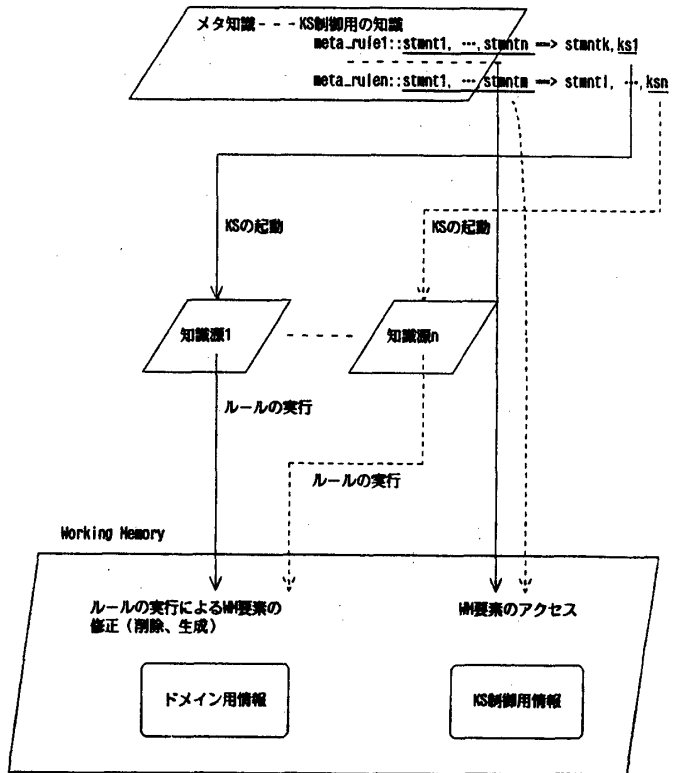 メタ知識---KS制御用の知識
meta_rule1::stmnt1, …,stmntn ==> stmntk,ks1
meta_rulen::stmnt1, …,stmntm ==> stmntl, …,ksn
KSの起動
KSの起動
知識源1
知識源n
ルールの実行
ルールの実行
Working Memory
ルールの実行によるWM要素の
修正(削除、生成)
WM要素のアクセス
ドメイン用情報
KS制御用情報